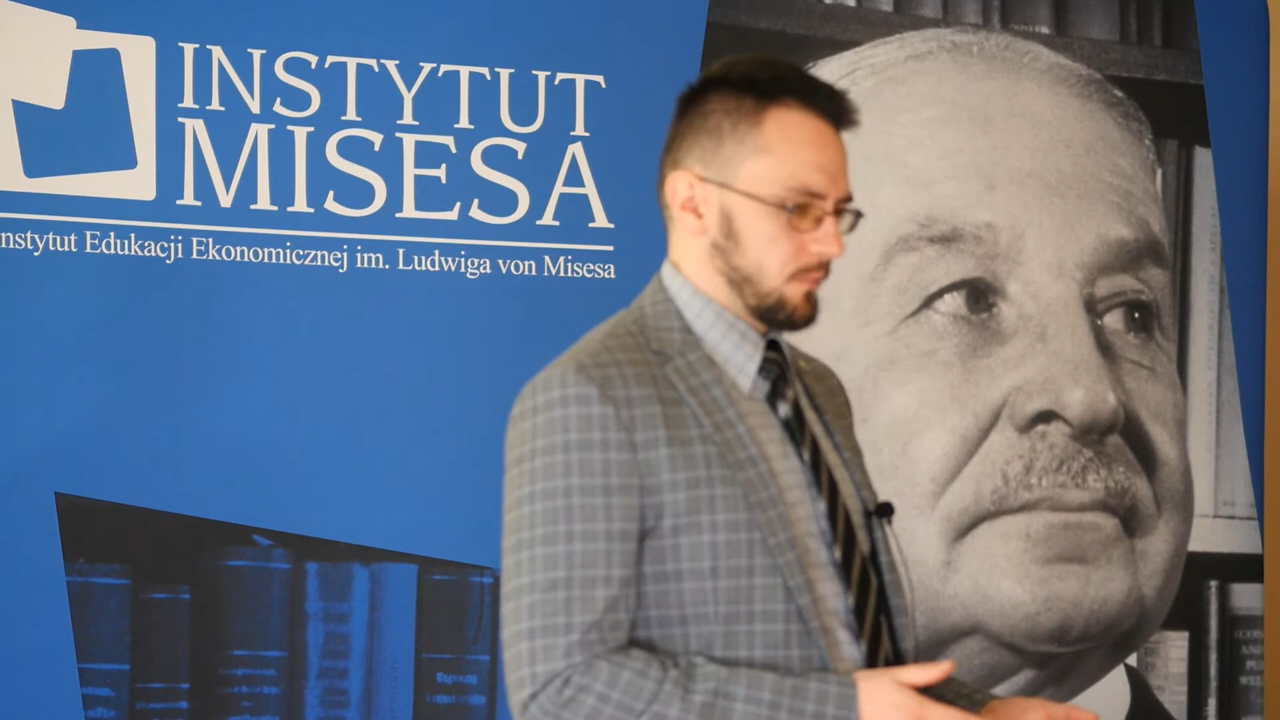 INSTYTUT
MISESA
nstytut Edukacji Ekonomicznej im. Ludwiga von Misesa